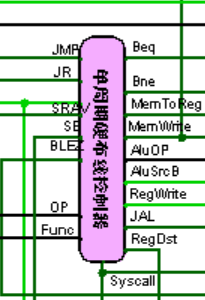 JMP
JR
SRAV
SB
BLEZ
OP
Func
单周期硬布线控制器
Beq
Bne
MemToReg
MemWrite
AluOP
AluSrcB
RegWrite
JAL
RegDst
Syscall